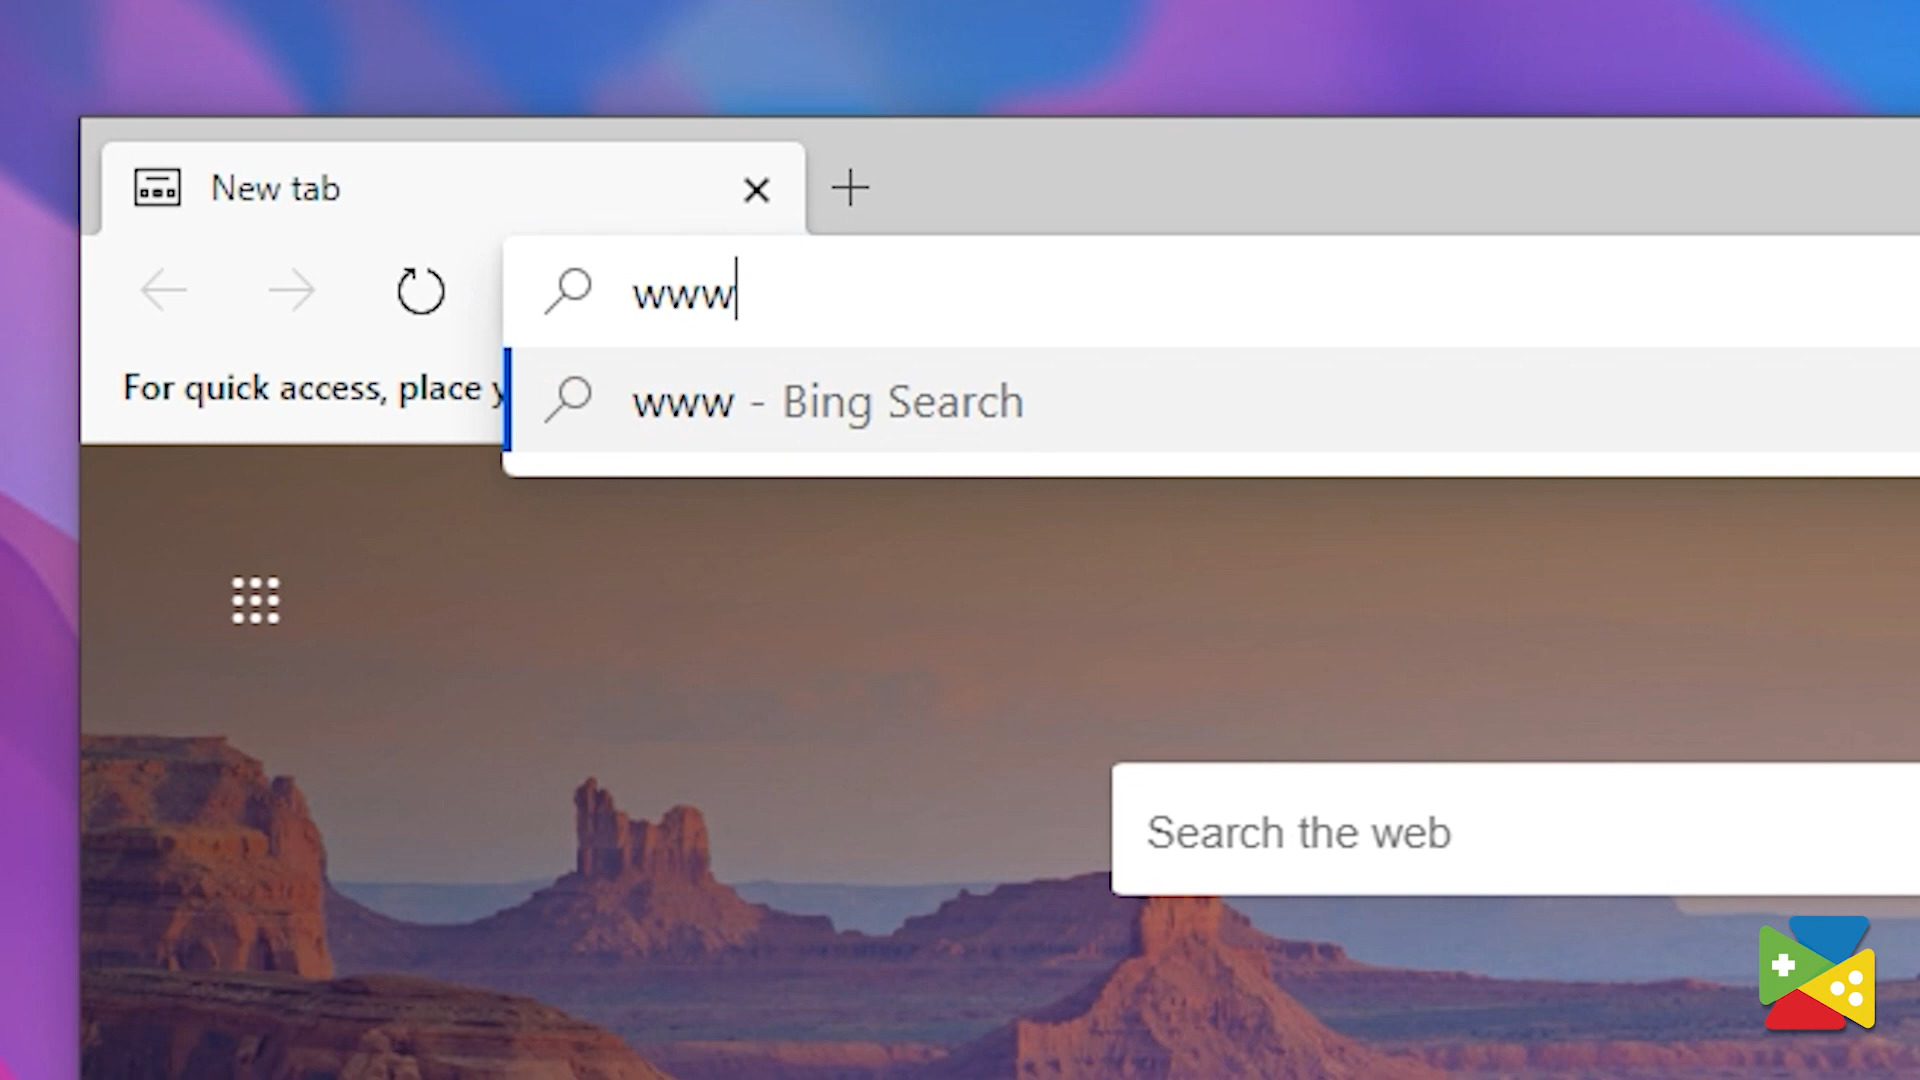 New tab
www
For quick access, place
www - Bing Search
Search the web